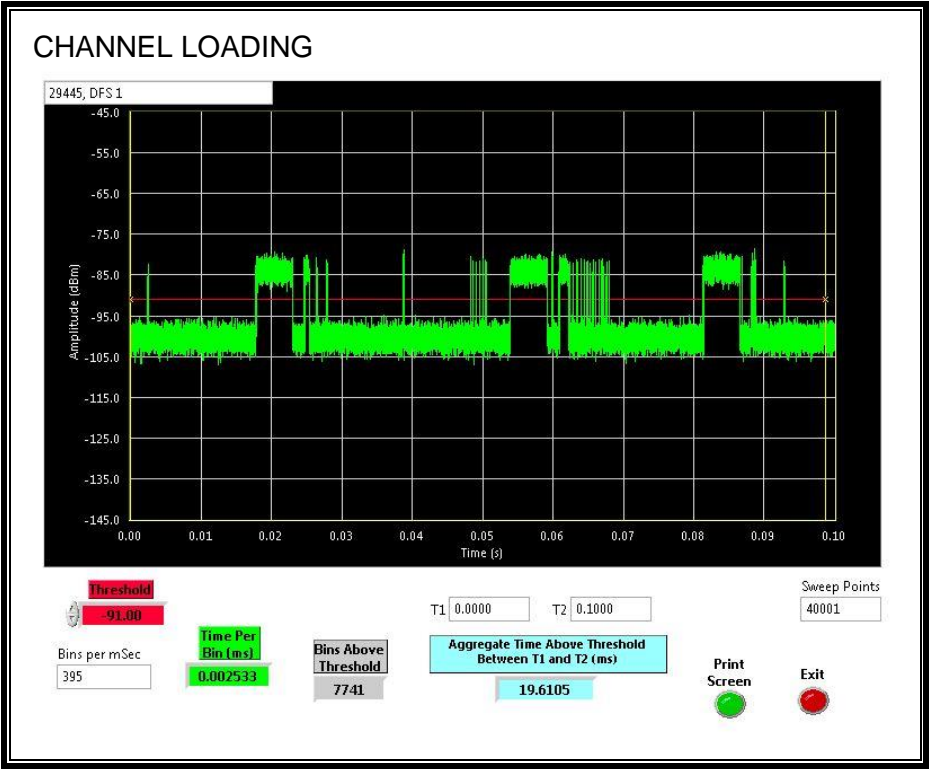 CHANNEL LOADING
29445, DFS 1
-45.0
-55.0
-65.0
-75.0
-85.0
-95.0
-105.0
-115.0
-125.0
-135.0
-145.0
Amplitude (dBm)
0.00 0.01 0.02 0.03 0.04 0.05 0.06 0.07 0.08 0.09 0.10
Time (s)
Threshold
-91.00
T1 0.0000 T2 0.1000
Sweep Points
40001
Bins per mSec
395
Time Per
Bin (ms)
0.002533
Bins Above
Threshold
7741
Aggregate Time Above Threshold
Between T1 and T2 (ms)
19.6105
Print
Screen
Exit